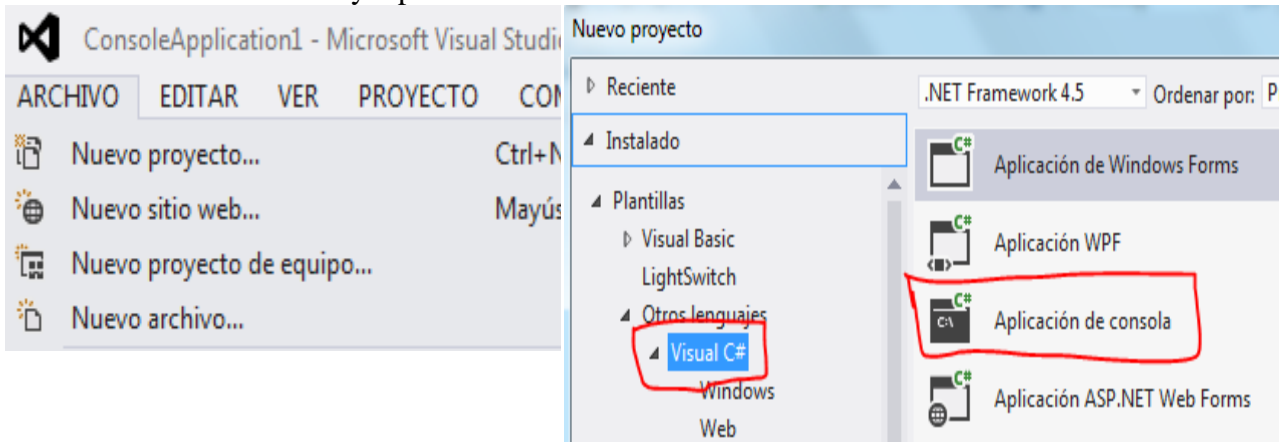 ConsoleApplication1 - Microsoft Visual Studio
ARCHIVO EDITAR VER PROYECTO
Nuevo proyecto... Ctrl+N
Nuevo sitio web... Mayús
Nuevo proyecto de equipo...
Nuevo archivo...
Nuevo proyecto
Reciente
Instalado
Plantillas
Visual Basic
LightSwitch
Otros lenguajes
Visual C#
Windows
Web
.NET Framework 4.5 Ordenar por: P
C# Aplicación de Windows Forms
C# Aplicación WPF
C# C:\ Aplicación de consola
C# Aplicación ASP.NET Web Forms